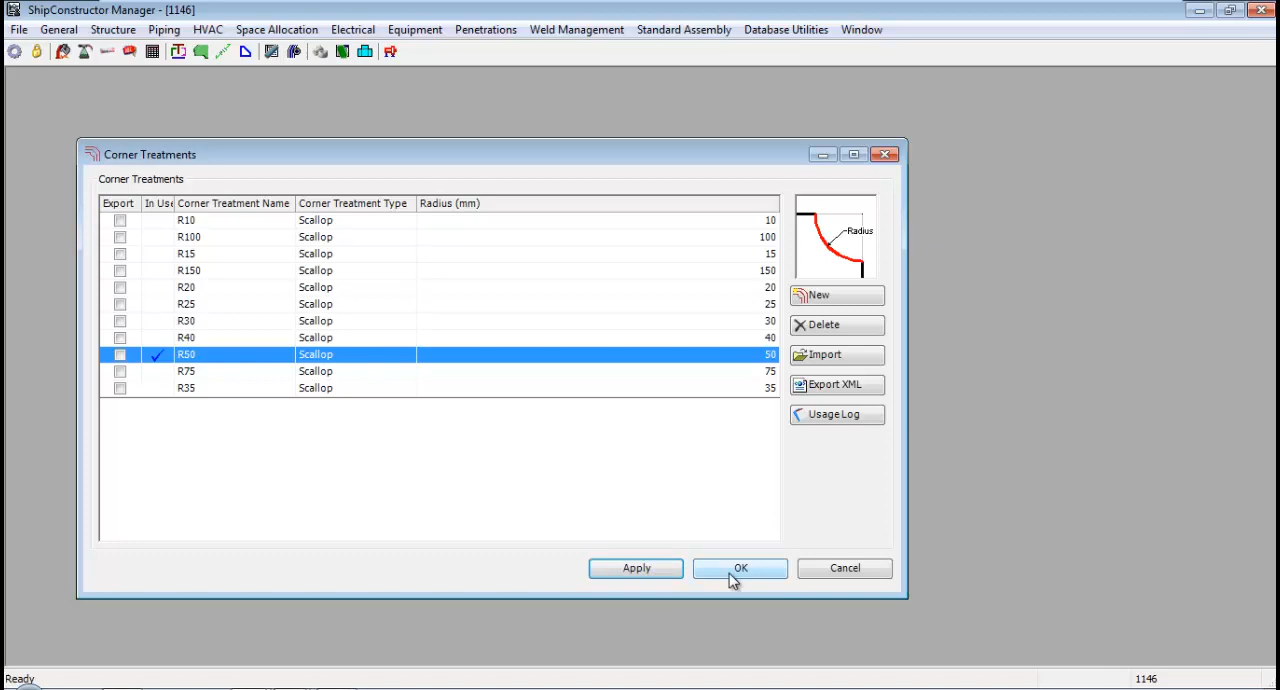 ShipConstructor Manager - [1146]
File General Structure Piping HVAC Space Allocation Electrical Equipment Penetrations Weld Management Standard Assembly Database Utilities Window
Corner Treatments
Corner Treatments
Export In Use Corner Treatment Name Corner Treatment Type Radius (mm)
R10 Scallop 10
R100 Scallop 100
R15 Scallop 15
R150 Scallop 150
R20 Scallop 20
R25 Scallop 25
R30 Scallop 30
R40 Scallop 40
R50 Scallop 50
R75 Scallop 75
R35 Scallop 35
Radius
New
Delete
Import
Export XML
Usage Log
Apply OK Cancel
Ready 1146